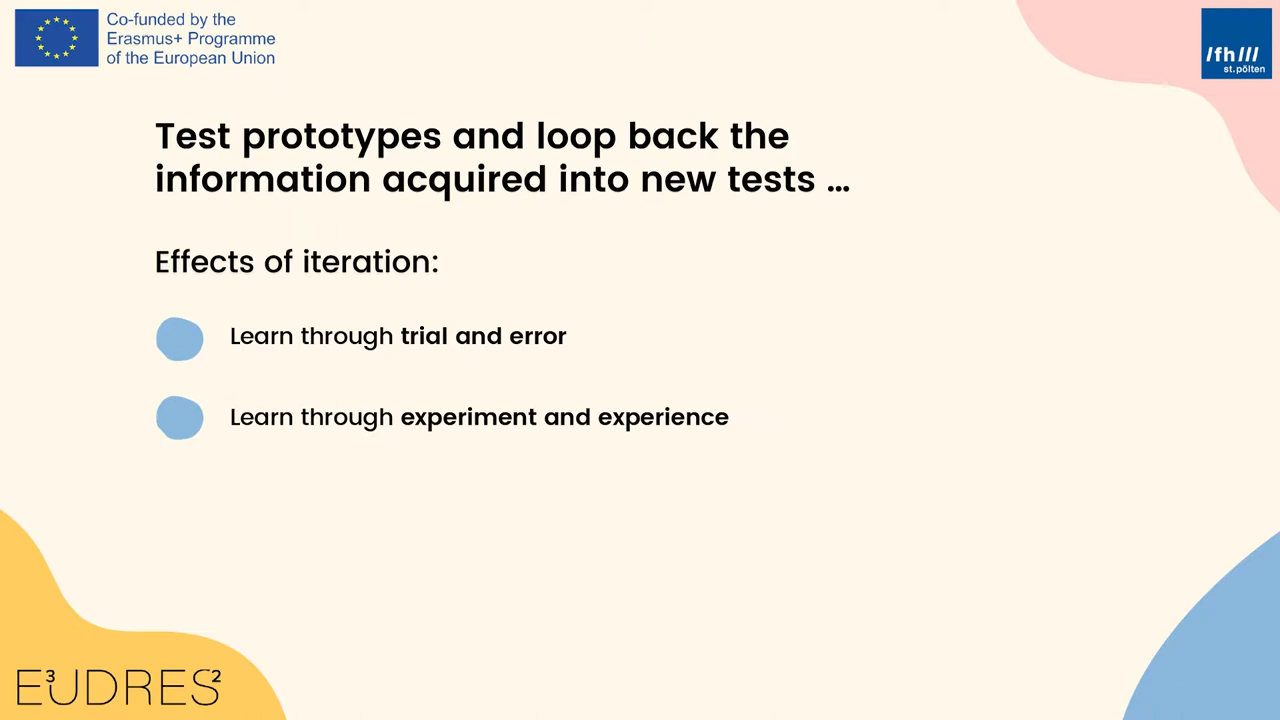 Co-funded by the
Erasmus+ Programme
of the European Union
/fh///
st.pölten
Test prototypes and loop back the
information acquired into new tests ...
Effects of iteration:
Learn through trial and error
Learn through experiment and experience
E³UDRES²